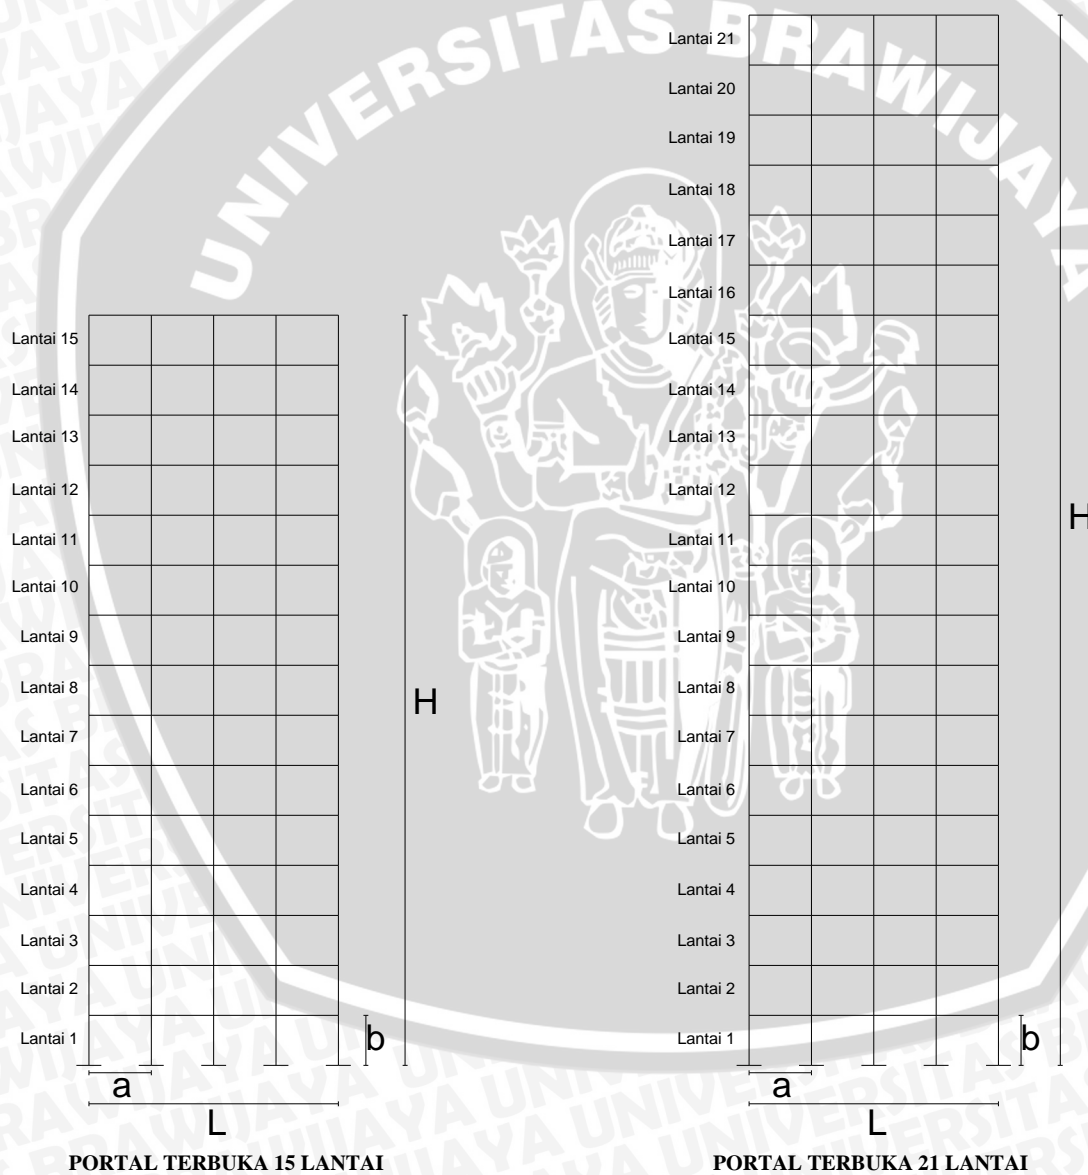 UNIVERSITAS BRAWIJAYA
Lantai 15
Lantai 14
Lantai 13
Lantai 12
Lantai 11
Lantai 10
Lantai 9
Lantai 8
Lantai 7
Lantai 6
Lantai 5
Lantai 4
Lantai 3
Lantai 2
Lantai 1
H
b
a
L
PORTAL TERBUKA 15 LANTAI
Lantai 21
Lantai 20
Lantai 19
Lantai 18
Lantai 17
Lantai 16
Lantai 15
Lantai 14
Lantai 13
Lantai 12
Lantai 11
Lantai 10
Lantai 9
Lantai 8
Lantai 7
Lantai 6
Lantai 5
Lantai 4
Lantai 3
Lantai 2
Lantai 1
H
b
a
L
PORTAL TERBUKA 21 LANTAI